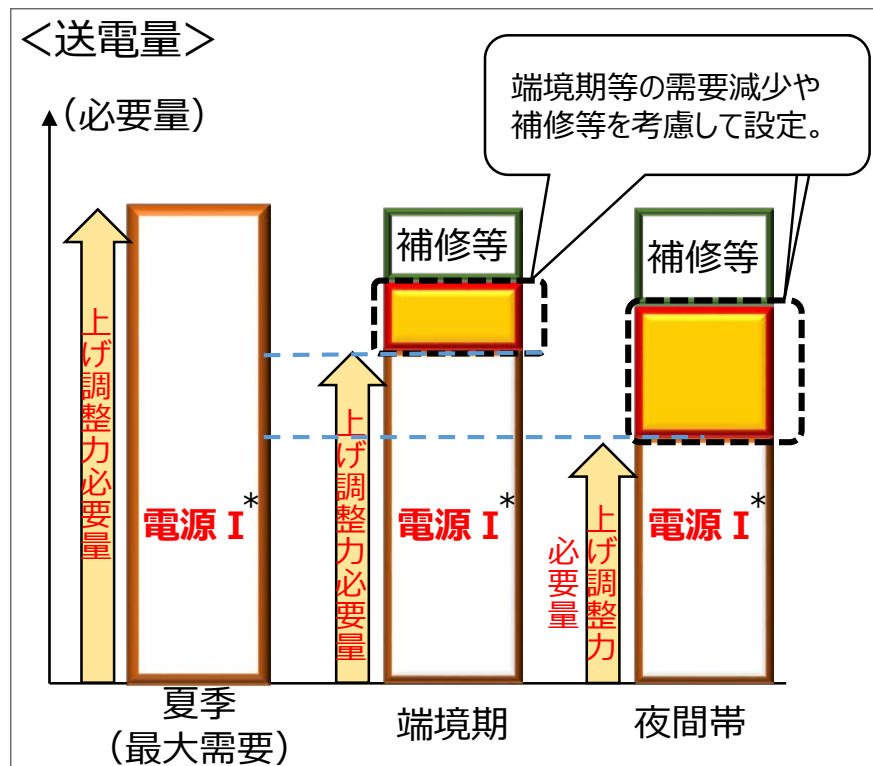 ＜送電量＞
（必要量）
端境期等の需要減少や
補修等を考慮して設定。
補修等
補修等
上げ調整力必要量
上げ調整力必要量
上げ調整力
必要量
電源Ⅰ*
電源Ⅰ*
電源Ⅰ*
夏季
（最大需要）
端境期
夜間帯